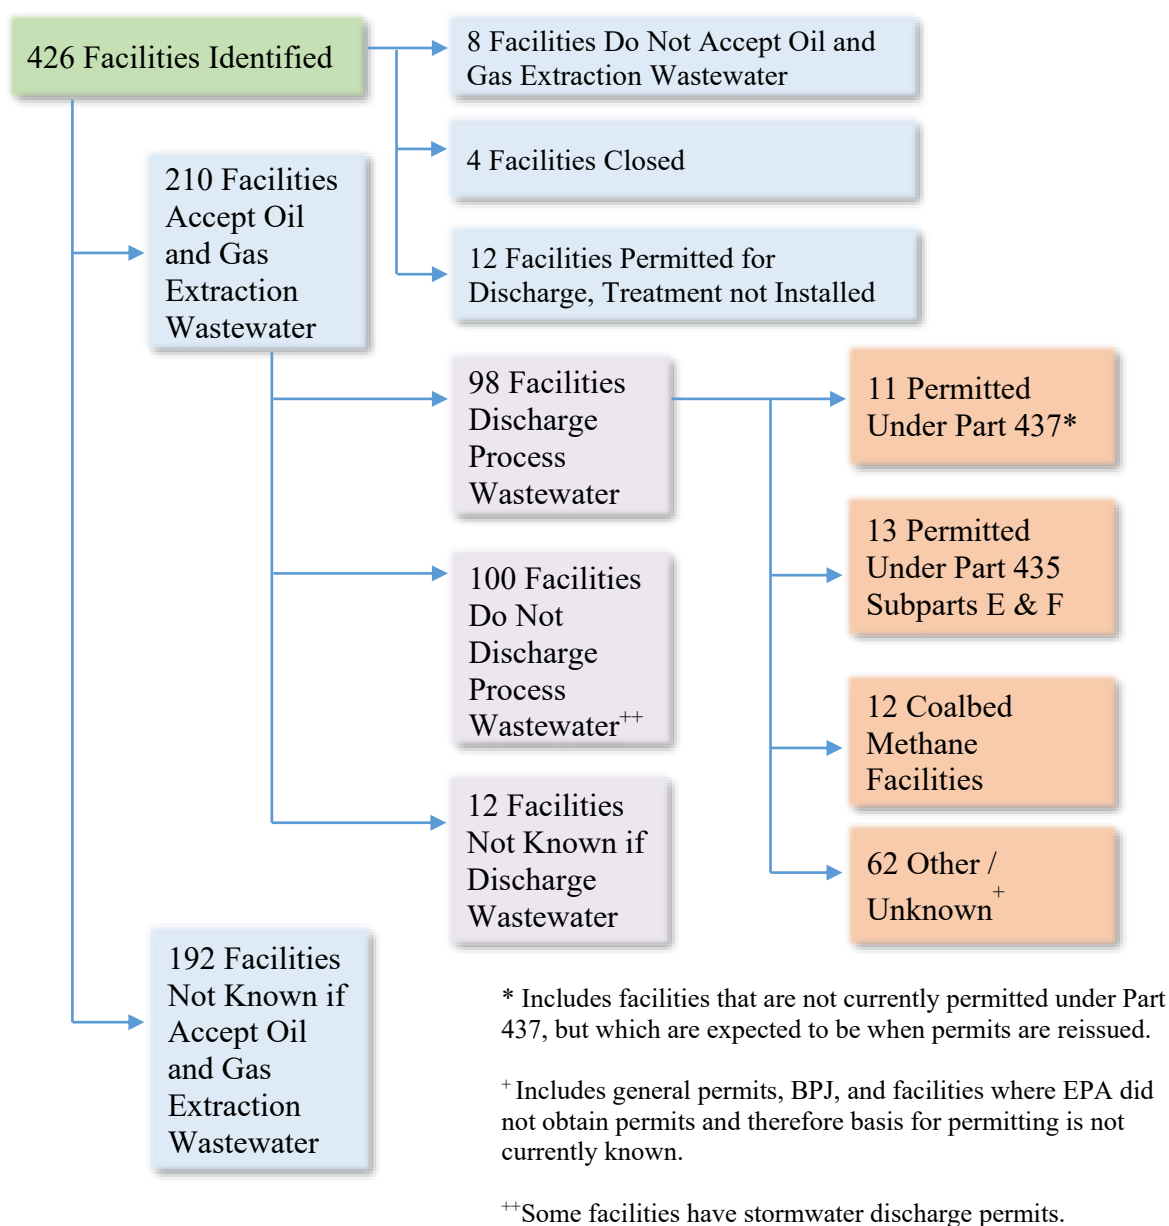 426 Facilities Identified
8 Facilities Do Not Accept Oil and
Gas Extraction Wastewater
4 Facilities Closed
12 Facilities Permitted for
Discharge, Treatment not Installed
210 Facilities
Accept Oil
and Gas
Extraction
Wastewater
98 Facilities
Discharge
Process
Wastewater
11 Permitted
Under Part 437*
13 Permitted
Under Part 435
Subparts E & F
12 Coalbed
Methane
Facilities
62 Other /
Unknown+
100 Facilities
Do Not
Discharge
Process
Wastewater++
12 Facilities
Not Known if
Discharge
Wastewater
192 Facilities
Not Known if
Accept Oil
and Gas
Extraction
Wastewater
* Includes facilities that are not currently permitted under Part
437, but which are expected to be when permits are reissued.
+ Includes general permits, BPJ, and facilities where EPA did
not obtain permits and therefore basis for permitting is not
currently known.
++Some facilities have stormwater discharge permits.